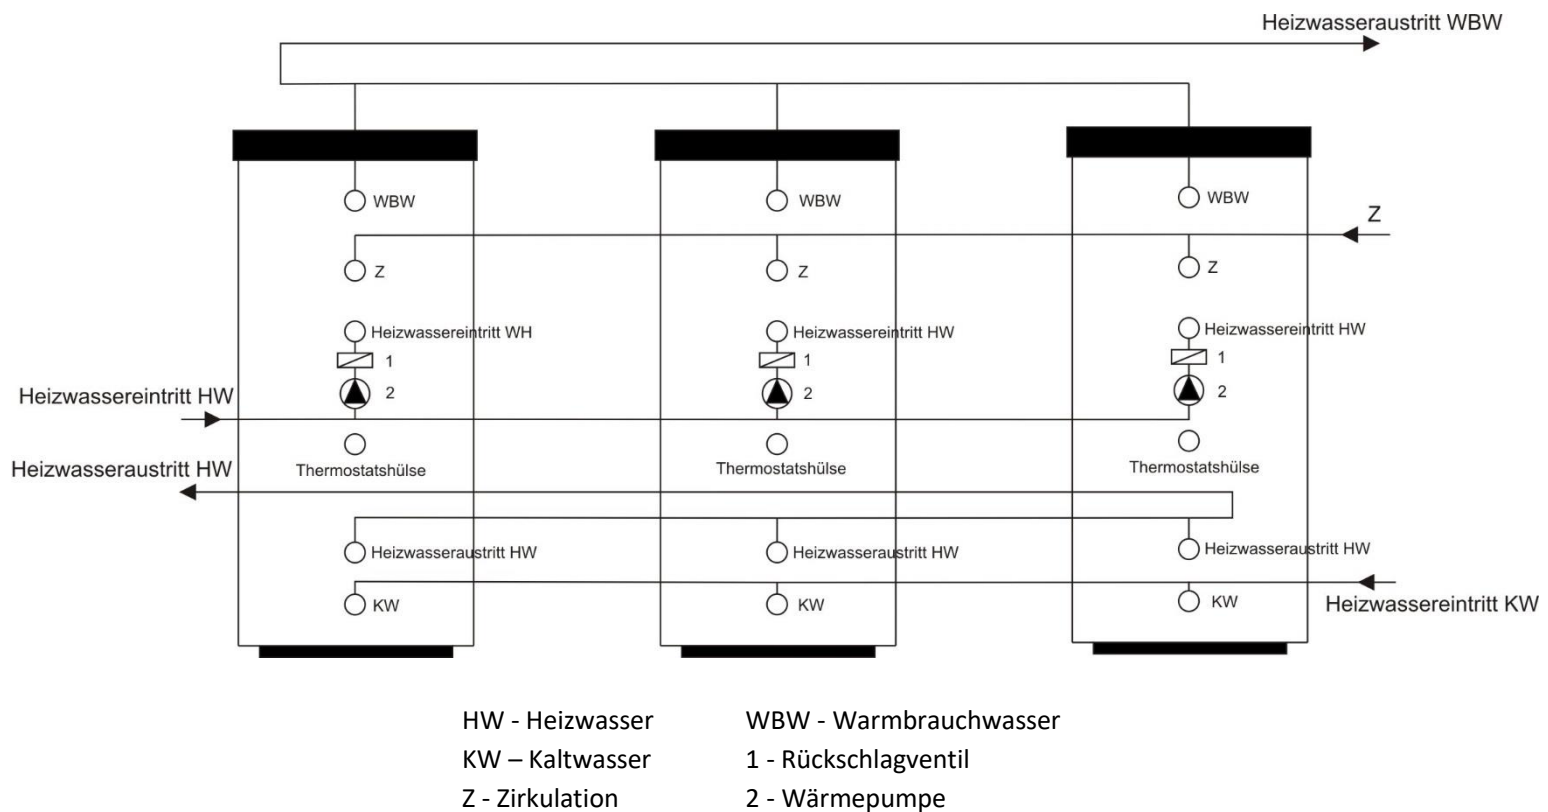 Heizwasseraustritt WBW
WBW
WBW
WBW
Z
Z
Z
Z
Heizwassereintritt WH
Heizwassereintritt HW
Heizwassereintritt HW
1
1
1
Heizwassereintritt HW
2
2
2
Heizwasseraustritt HW
Thermostatshülse
Thermostatshülse
Thermostatshülse
Heizwasseraustritt HW
Heizwasseraustritt HW
Heizwasseraustritt HW
KW
KW
KW
Heizwassereintritt KW
HW - Heizwasser
WBW - Warmbrauchwasser
KW – Kaltwasser
1 - Rückschlagventil
Z - Zirkulation
2 - Wärmepumpe